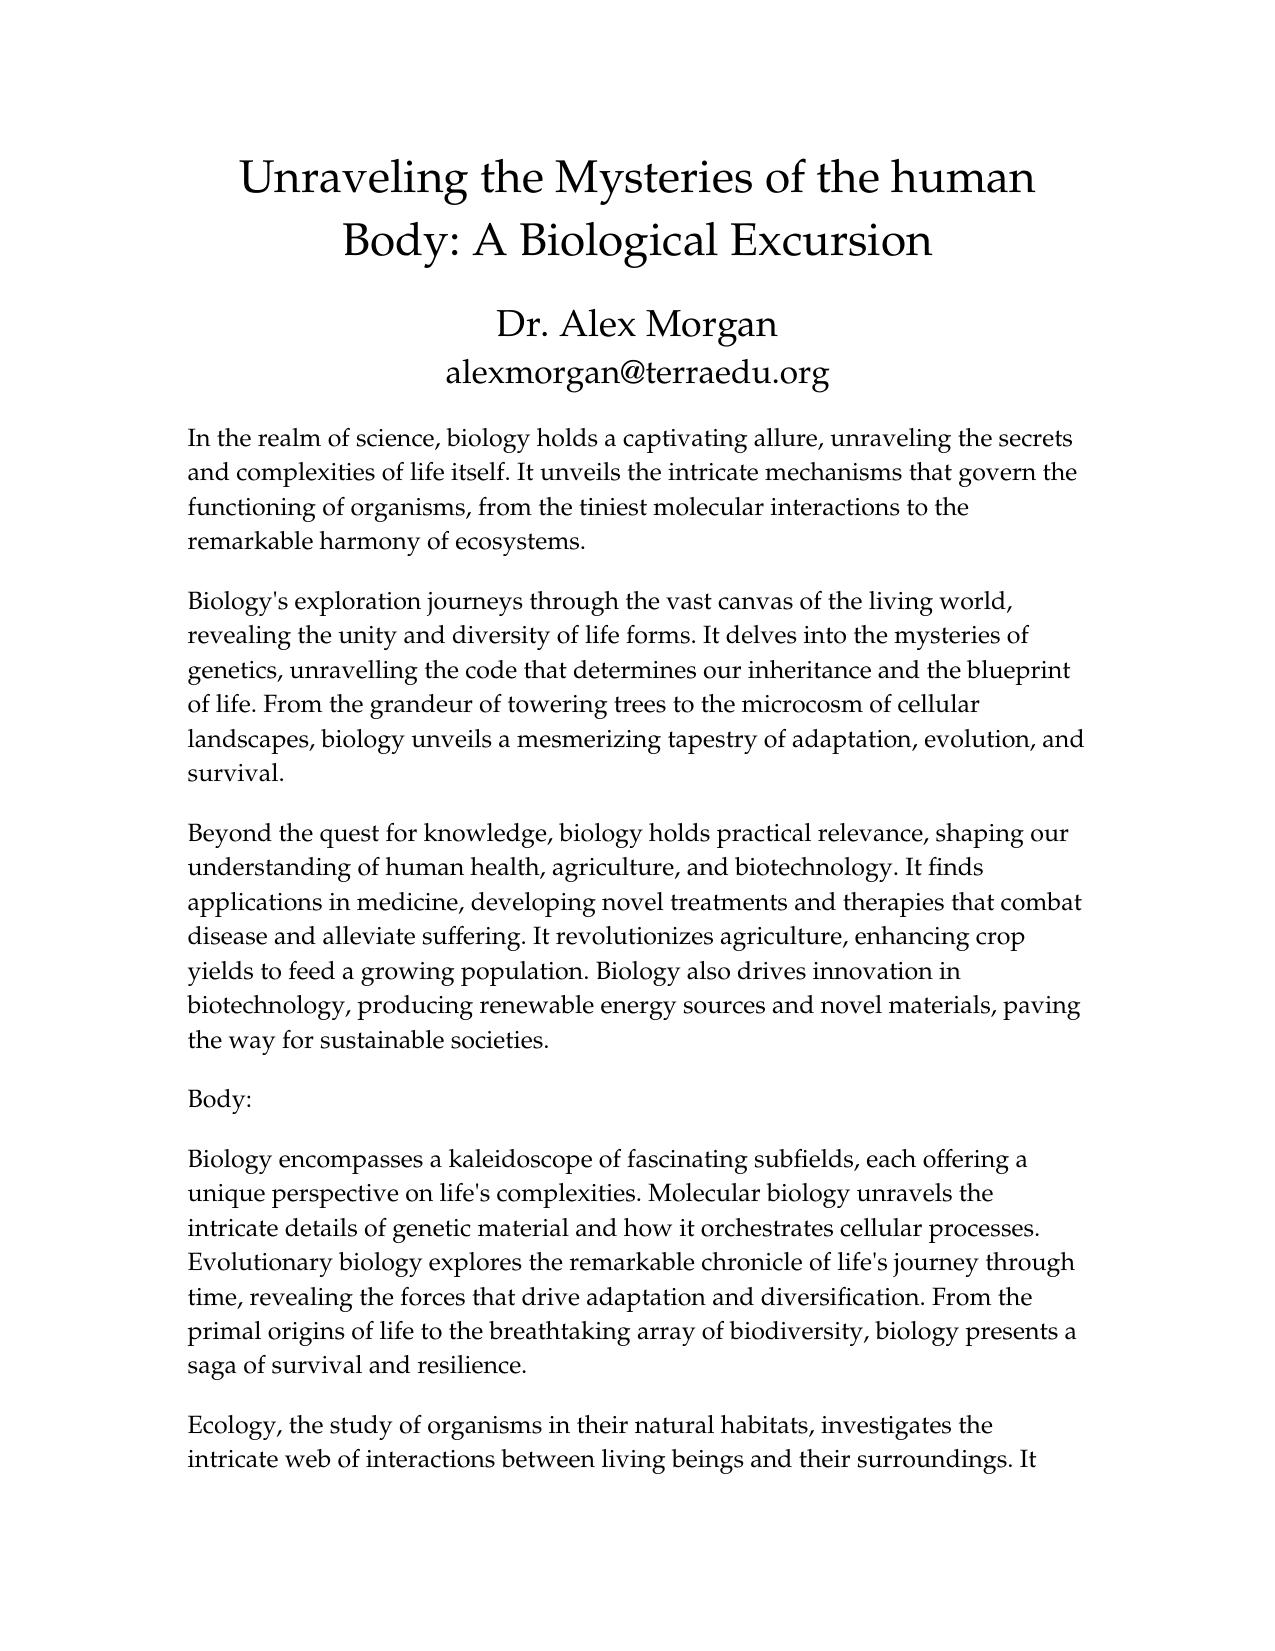 Unraveling the Mysteries of the human
Body: A Biological Excursion
Dr. Alex Morgan
alexmorgan@terraedu.org
In the realm of science, biology holds a captivating allure, unraveling the secrets
and complexities of life itself. It unveils the intricate mechanisms that govern the
functioning of organisms, from the tiniest molecular interactions to the
remarkable harmony of ecosystems.
Biology's exploration journeys through the vast canvas of the living world,
revealing the unity and diversity of life forms. It delves into the mysteries of
genetics, unravelling the code that determines our inheritance and the blueprint
of life. From the grandeur of towering trees to the microcosm of cellular
landscapes, biology unveils a mesmerizing tapestry of adaptation, evolution, and
survival.
Beyond the quest for knowledge, biology holds practical relevance, shaping our
understanding of human health, agriculture, and biotechnology. It finds
applications in medicine, developing novel treatments and therapies that combat
disease and alleviate suffering. It revolutionizes agriculture, enhancing crop
yields to feed a growing population. Biology also drives innovation in
biotechnology, producing renewable energy sources and novel materials, paving
the way for sustainable societies.
Body:
Biology encompasses a kaleidoscope of fascinating subfields, each offering a
unique perspective on life's complexities. Molecular biology unravels the
intricate details of genetic material and how it orchestrates cellular processes.
Evolutionary biology explores the remarkable chronicle of life's journey through
time, revealing the forces that drive adaptation and diversification. From the
primal origins of life to the breathtaking array of biodiversity, biology presents a
saga of survival and resilience.
Ecology, the study of organisms in their natural habitats, investigates the
intricate web of interactions between living beings and their surroundings. It